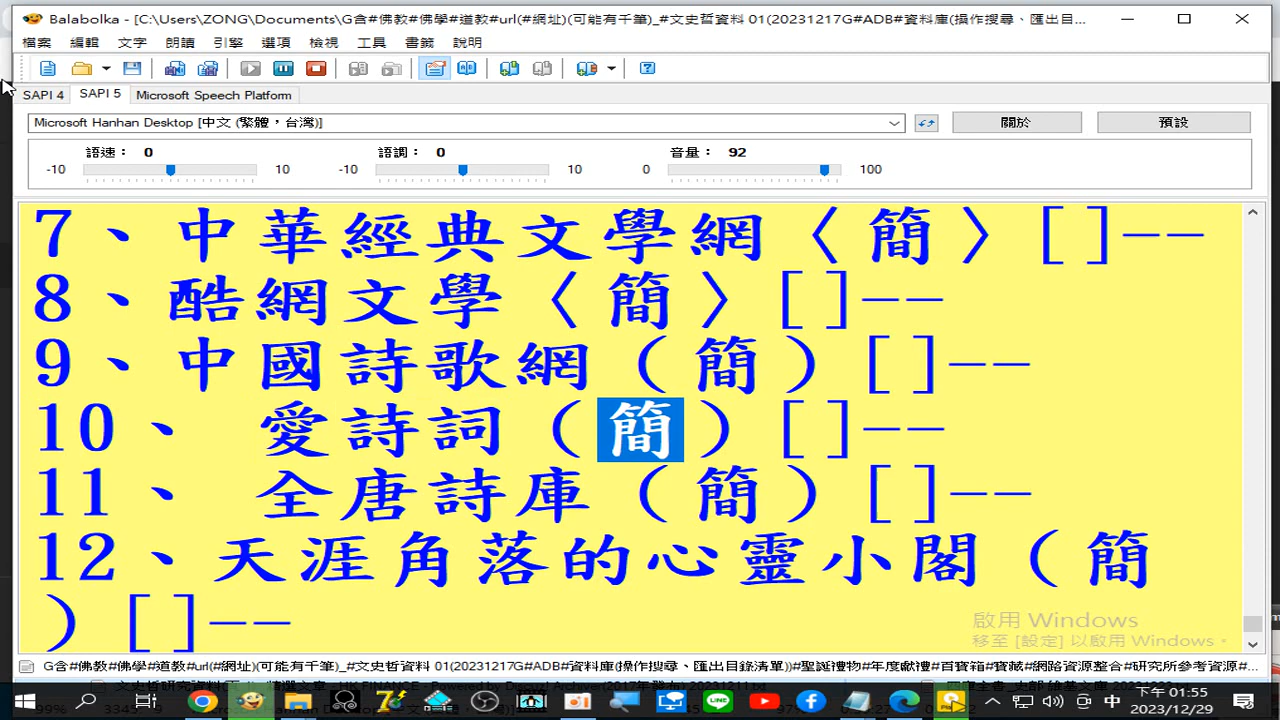 Balabolka - [C:\Users\ZONG\Documents\G含#佛教#佛學#道教#url(#網址)(可能有千筆)_#文史哲資料 01(20231217G#ADB#資料庫(操作搜尋、匯出目...
檔案 編輯 文字 朗讀 引擎 選項 檢視 工具 書籤 說明
SAPI 4 SAPI 5 Microsoft Speech Platform
Microsoft Hanhan Desktop [中文 (繁體，台灣)] 關於 預設
語速： 0 語調： 0 音量： 92
-10 10 -10 10 0 100
7、中華經典文學網〈簡〉[]--
8、酷網文學〈簡〉[]--
9、中國詩歌網（簡）[]--
10、 愛詩詞（簡）[]--
11、 全唐詩庫（簡）[]--
12、天涯角落的心靈小閣（簡
）[]--
啟用 Windows
移至 [設定] 以啟用 Windows。
G含#佛教#佛學#道教#url(#網址)(可能有千筆)_#文史哲資料 01(20231217G#ADB#資料庫(操作搜尋、匯出目錄清單))#聖誕禮物#年度獻禮#百寶箱#寶藏#網路資源整合#研究所參考資源#...
LINE
中
下午 01:55
2023/12/29